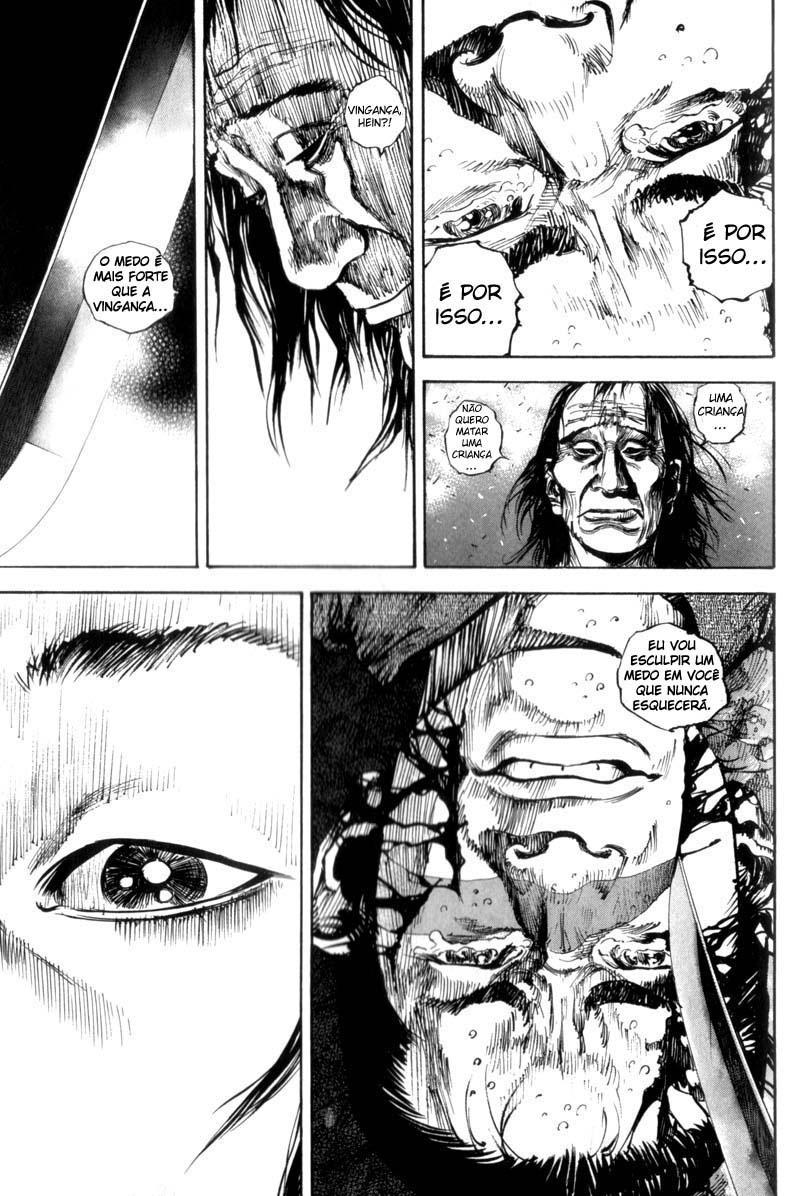 É POR
ISSO...
É POR
ISSO...
VINGANÇA,
HEIN?!
O MEDO É
MAIS FORTE
QUE A
VINGANÇA...
UMA
CRIANÇA
...
NÃO
QUERO
MATAR
UMA
CRIANÇA
...
EU VOU
ESCULPIR UM
MEDO EM VOCÊ
QUE NUNCA
ESQUECERÁ.